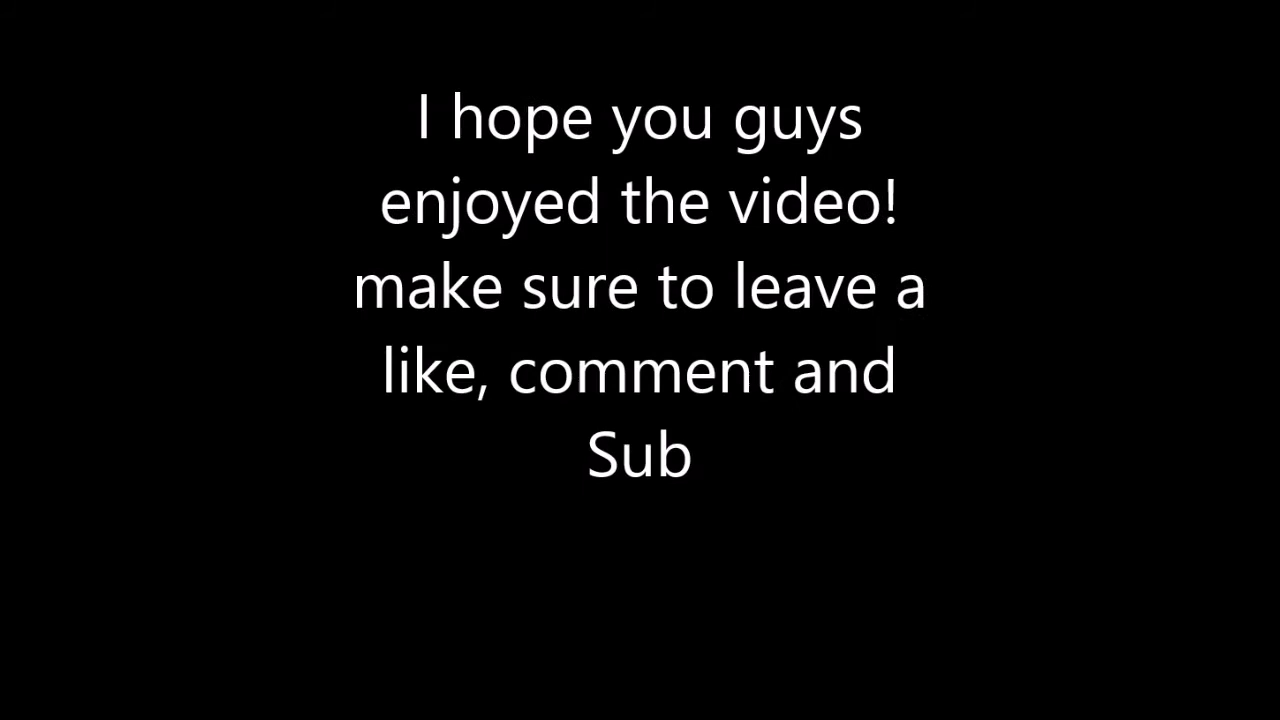 I hope you guys
enjoyed the video!
make sure to leave a
like, comment and
Sub